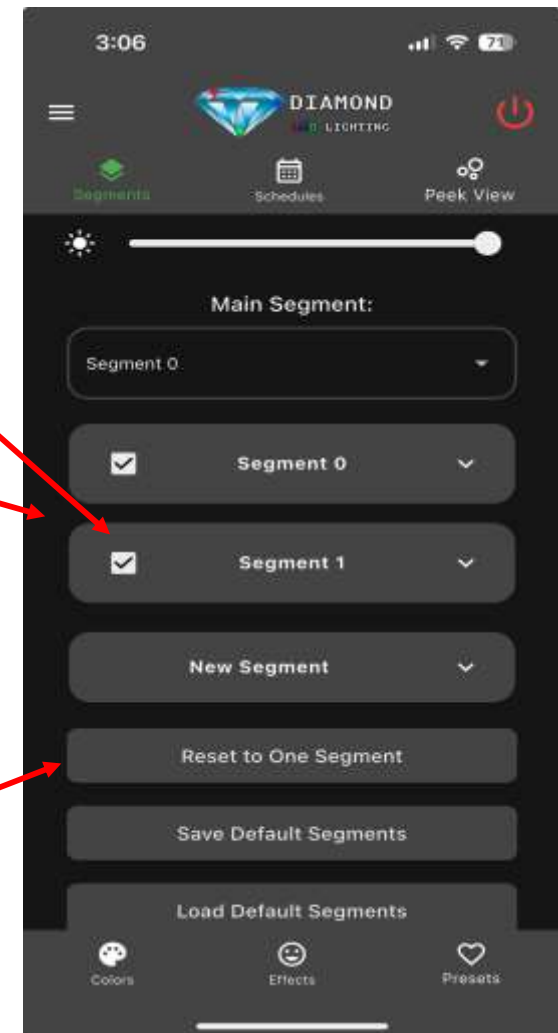 3:06
71
DIAMOND
LIGHTING
Segments
Schedules
Peek View
Main Segment:
Segment 0
Segment 0
Segment 1
New Segment
Reset to One Segment
Save Default Segments
Load Default Segments
Colors
Effects
Presets